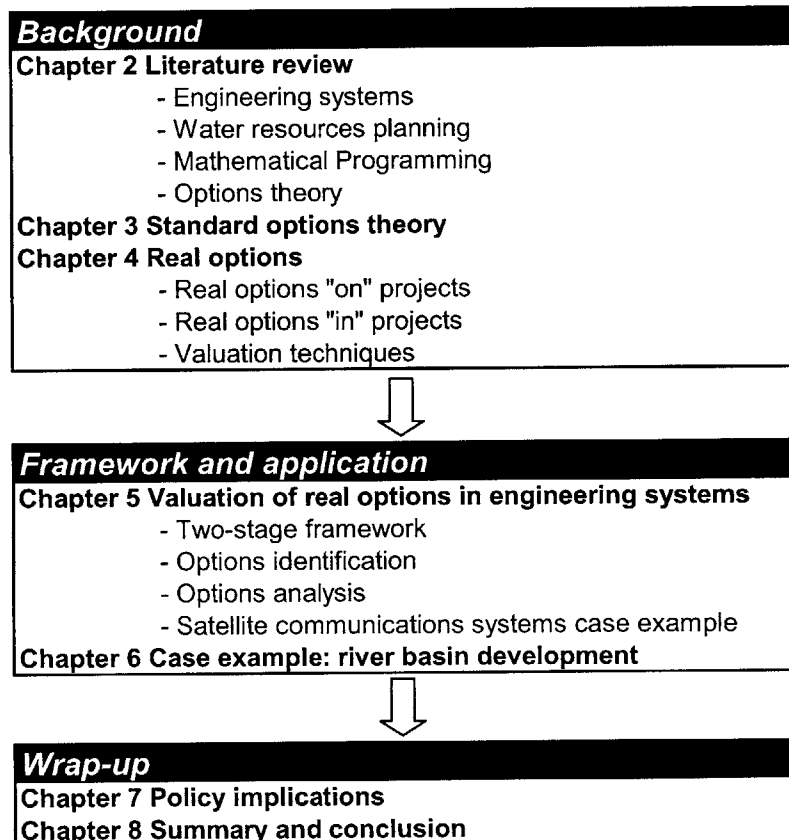 Background
Chapter 2 Literature review
- Engineering systems
- Water resources planning
- Mathematical Programming
- Options theory
Chapter 3 Standard options theory
Chapter 4 Real options
- Real options "on" projects
- Real options "in" projects
- Valuation techniques
Framework and application
Chapter 5 Valuation of real options in engineering systems
- Two-stage framework
- Options identification
- Options analysis
- Satellite communications systems case example
Chapter 6 Case example: river basin development
Wrap-up
Chapter 7 Policy implications
Chapter 8 Summary and conclusion